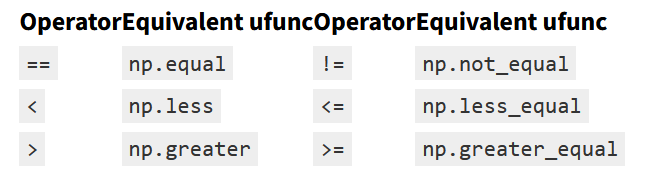 OperatorEquivalent ufuncOperatorEquivalent ufunc
== np.equal != np.not_equal
< np.less <= np.less_equal
> np.greater >= np.greater_equal